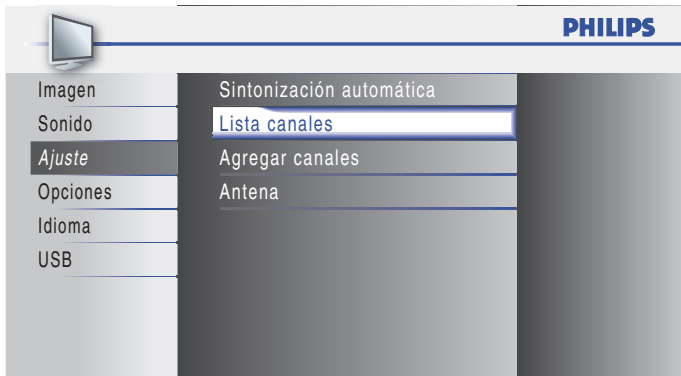 PHILIPS
Imagen
Sonido
Ajuste
Opciones
Idioma
USB
Sintonización automática
Lista canales
Agregar canales
Antena